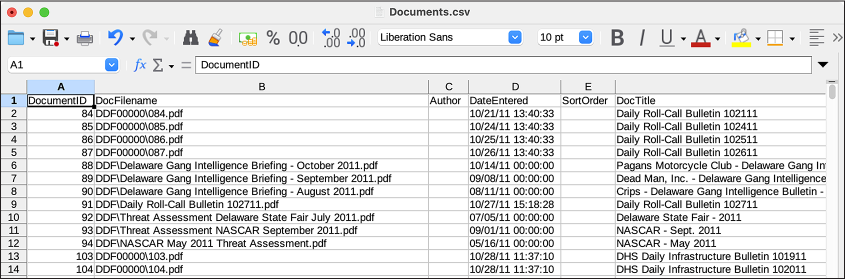 Documents.csv
% 0.0 .00 →.0 .0 ←.00 Liberation Sans 10 pt B I U A
A1 fx Σ = DocumentID
A B C D E
1 DocumentID DocFilename Author DateEntered SortOrder DocTitle
2 84 DDF00000\084.pdf 10/21/11 13:40:33 Daily Roll-Call Bulletin 102111
3 85 DDF00000\085.pdf 10/24/11 13:40:33 Daily Roll-Call Bulletin 102411
4 86 DDF00000\086.pdf 10/25/11 13:40:33 Daily Roll-Call Bulletin 102511
5 87 DDF00000\087.pdf 10/26/11 13:40:33 Daily Roll-Call Bulletin 102611
6 88 DDF\Delaware Gang Intelligence Briefing - October 2011.pdf 10/14/11 00:00:00 Pagans Motorcycle Club - Delaware Gang Int
7 89 DDF\Delaware Gang Intelligence Briefing - September 2011.pdf 09/08/11 00:00:00 Dead Man, Inc. - Delaware Gang Intelligence
8 90 DDF\Delaware Gang Intelligence Briefing - August 2011.pdf 08/11/11 00:00:00 Crips - Delaware Gang Intelligence Bulletin -
9 91 DDF\Daily Roll-Call Bulletin 102711.pdf 10/27/11 15:18:28 Daily Roll-Call Bulletin 102711
10 92 DDF\Threat Assessment Delaware State Fair July 2011.pdf 07/05/11 00:00:00 Delaware State Fair - 2011
11 93 DDF\Threat Assessment NASCAR September 2011.pdf 09/01/11 00:00:00 NASCAR - Sept. 2011
12 94 DDF\NASCAR May 2011 Threat Assessment.pdf 05/16/11 00:00:00 NASCAR - May 2011
13 103 DDF00000\103.pdf 10/28/11 11:37:10 DHS Daily Infrastructure Bulletin 101911
14 104 DDF00000\104.pdf 10/28/11 11:37:10 DHS Daily Infrastructure Bulletin 102011